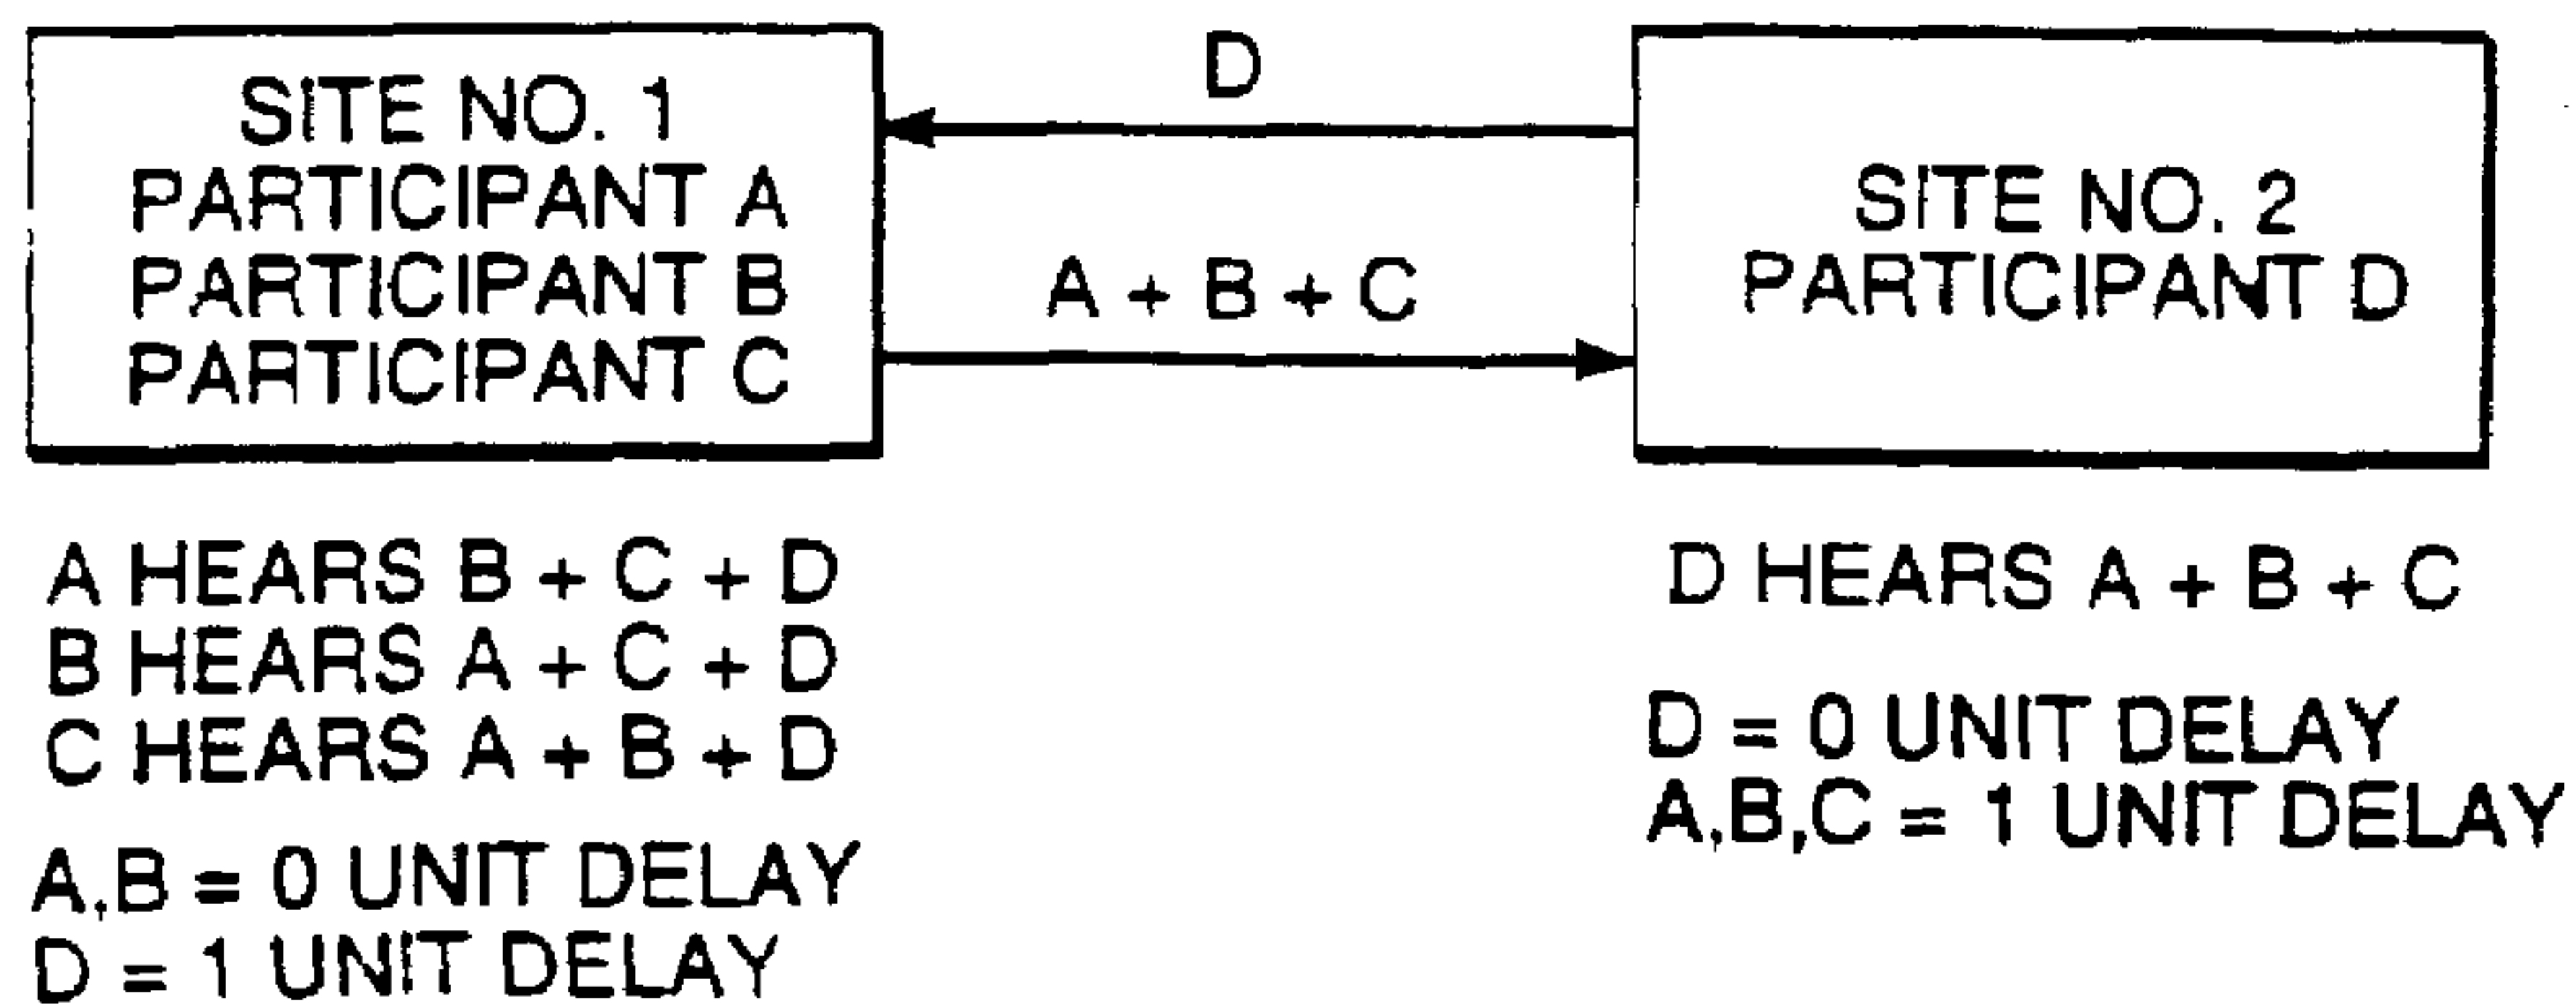 SITE NO. 1
PARTICIPANT A
PARTICIPANT B
PARTICIPANT C
D
A + B + C
SITE NO. 2
PARTICIPANT D
A HEARS B + C + D
B HEARS A + C + D
C HEARS A + B + D
A,B = 0 UNIT DELAY
D = 1 UNIT DELAY
D HEARS A + B + C
D = 0 UNIT DELAY
A,B,C = 1 UNIT DELAY